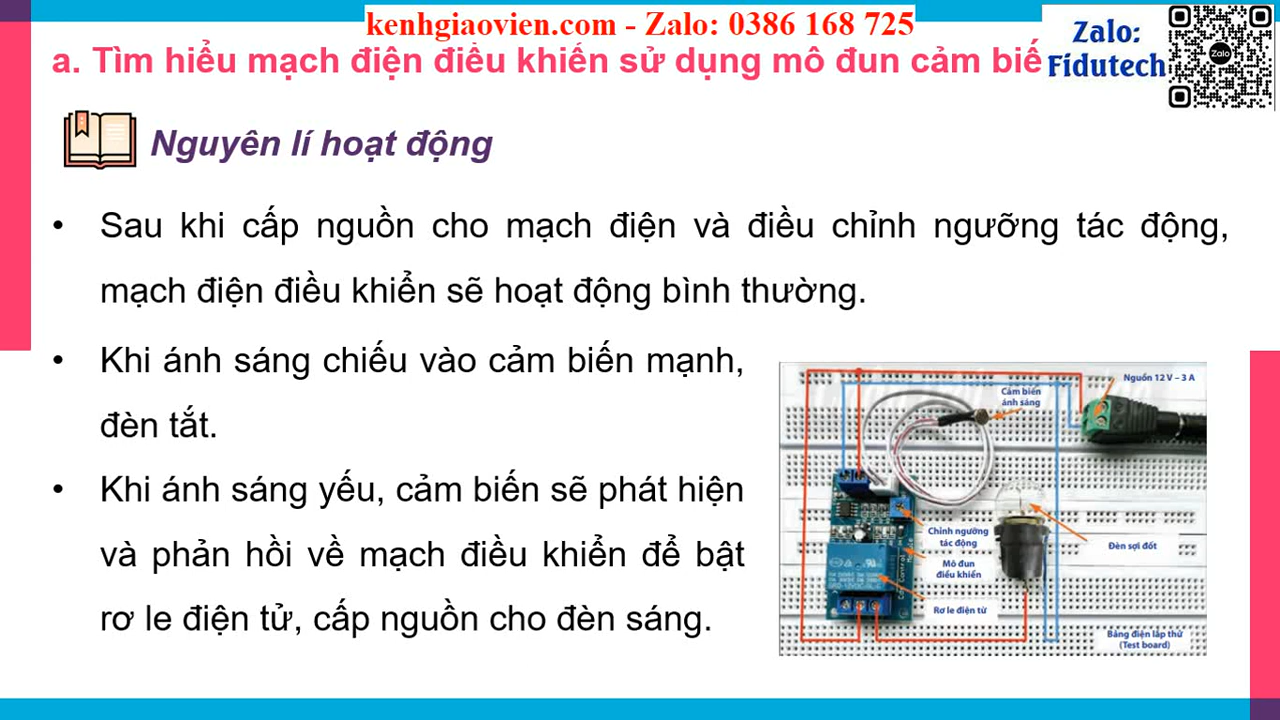 kenhgiaovien.com - Zalo: 0386 168 725
a. Tìm hiểu mạch điện điều khiển sử dụng mô đun cảm biế
Zalo:
Fidutech
Zalo
Nguyên lí hoạt động
• Sau khi cấp nguồn cho mạch điện và điều chỉnh ngưỡng tác động,
mạch điện điều khiển sẽ hoạt động bình thường.
• Khi ánh sáng chiếu vào cảm biến mạnh,
đèn tắt.
• Khi ánh sáng yếu, cảm biến sẽ phát hiện
và phản hồi về mạch điều khiển để bật
rơ le điện tử, cấp nguồn cho đèn sáng.
Nguồn 12 V – 3 A
Cảm biến
ánh sáng
Chỉnh ngưỡng
tác động
Mô đun
điều khiển
Đèn sợi đốt
Rơ le điện tử
Bảng điện lắp thử
(Test board)